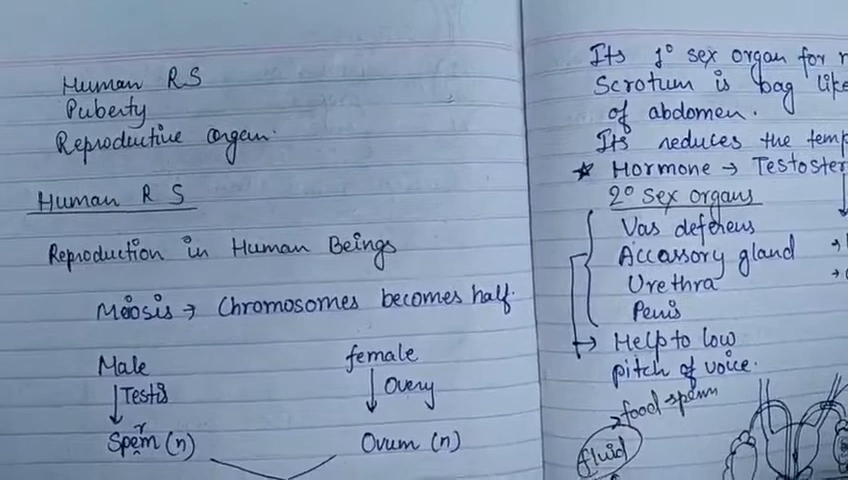 Human RS
Puberty
Reproductive organ.
Human R S
Reproduction in Human Beings
Meiosis → Chromosomes becomes half.
Male
female
Testis
Overy
Sperm (n)
Ovum (n)
Its 1° sex organ for
Scrotum is bag like
of abdomen.
Its reduces the temp
★ Hormone → Testoster
2° sex organs
Vas deferens
Accessory gland
Urethra
Penis
→ Help to low
pitch of voice.
→ food sperm
fluid